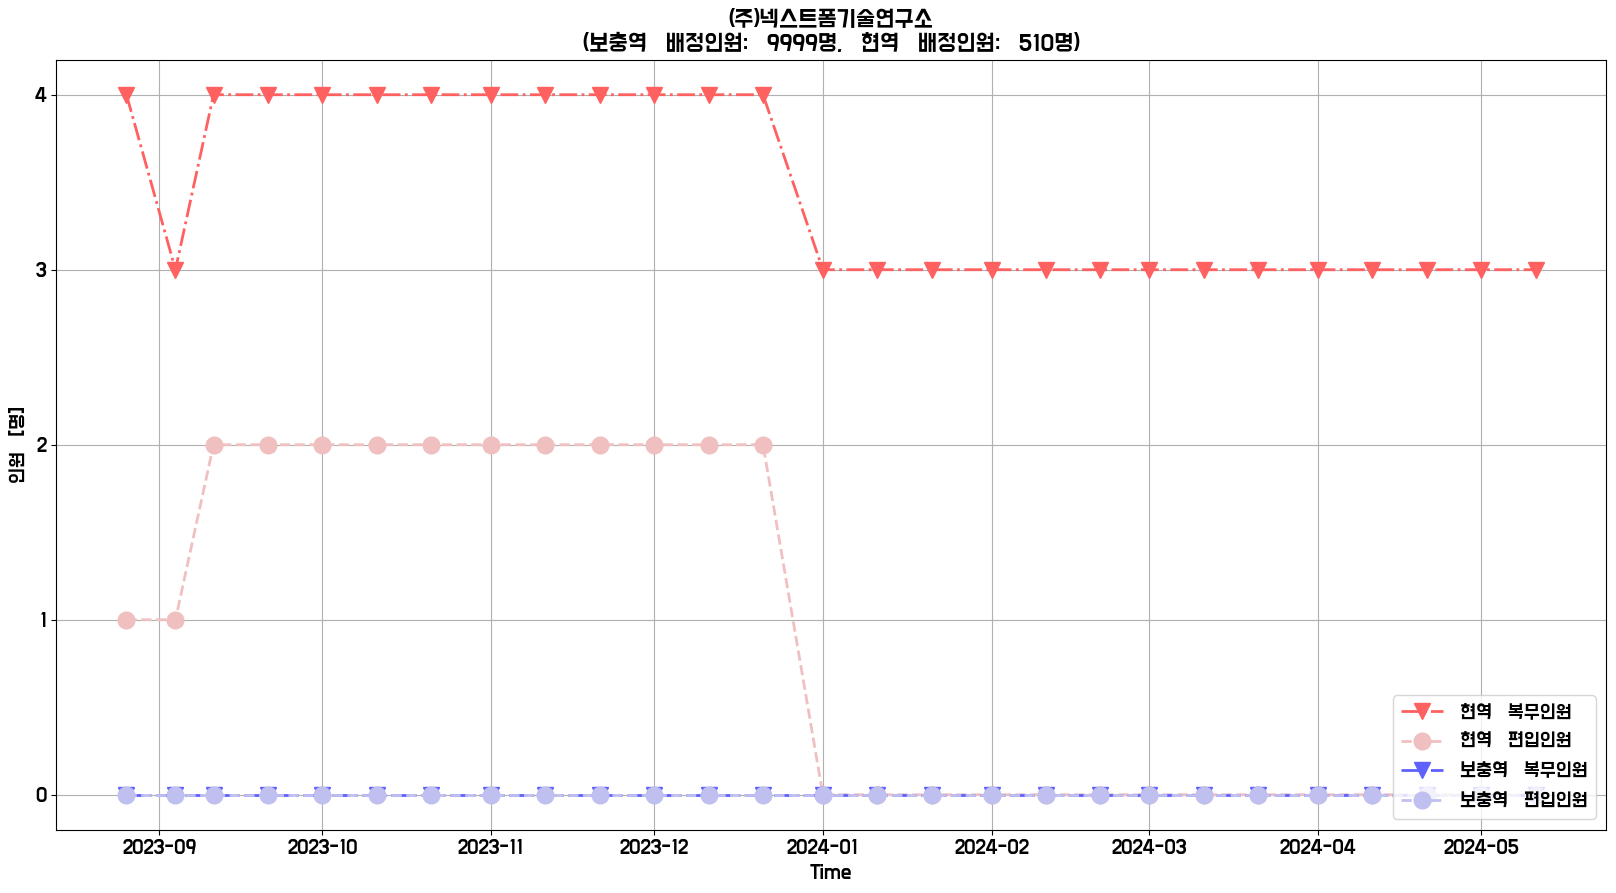 (주)넥스트폼기술연구소
(보충역 배정인원: 9999명, 현역 배정인원: 510명)
4
3
2
1
0
인원 [명]
현역 복무인원
현역 편입인원
보충역 복무인원
보충역 편입인원
2023-09 2023-10 2023-11 2023-12 2024-01 2024-02 2024-03 2024-04 2024-05
Time